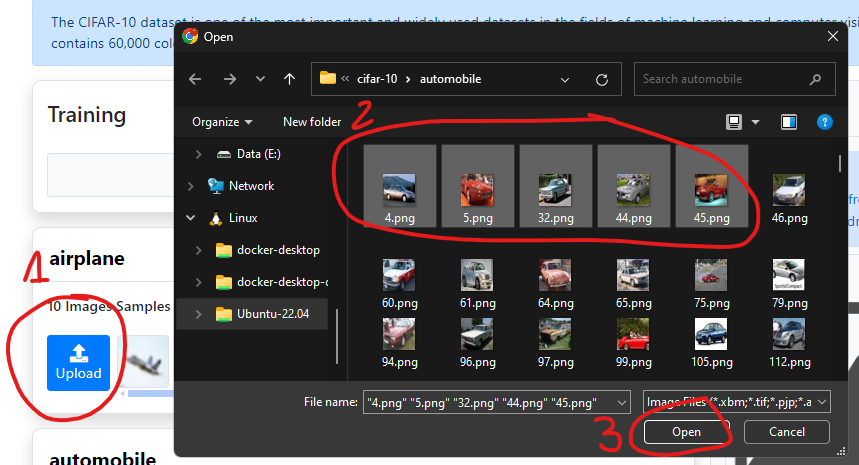 The CIFAR-10 dataset is one of the most important and widely used datasets in the fields of machine learning and computer visi
contains 60,000 col
Open
cifar-10 > automobile
Search automobile
Training
2
Organize
New folder
Data (E:)
Network
Linux
docker-desktop
docker-desktop-c
Ubuntu-22.04
4.png 5.png 32.png 44.png 45.png 46.png
60.png 61.png 64.png 65.png 75.png 79.png
94.png 96.png 97.png 99.png 105.png 112.png
1
airplane
10 Images Samples
Upload
File name:
"4.png" "5.png" "32.png" "44.png" "45.png"
Image Files (*.xbm;*.tif;*.pjp;*.a
3
Open
Cancel
automobile